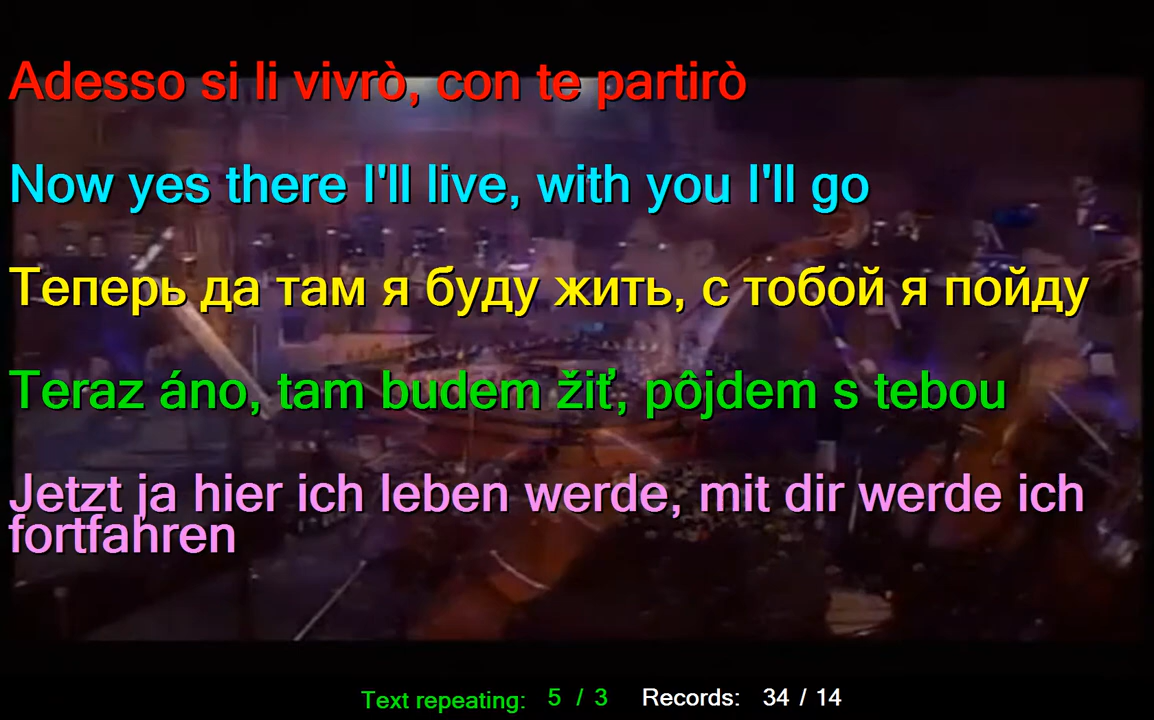 Adesso si li vivrò, con te partirò
Now yes there I'll live, with you I'll go
Теперь да там я буду жить, с тобой я пойду
Teraz áno, tam budem žiť, pôjdem s tebou
Jetzt ja hier ich leben werde, mit dir werde ich
fortfahren
Text repeating: 5 / 3 Records: 34 / 14